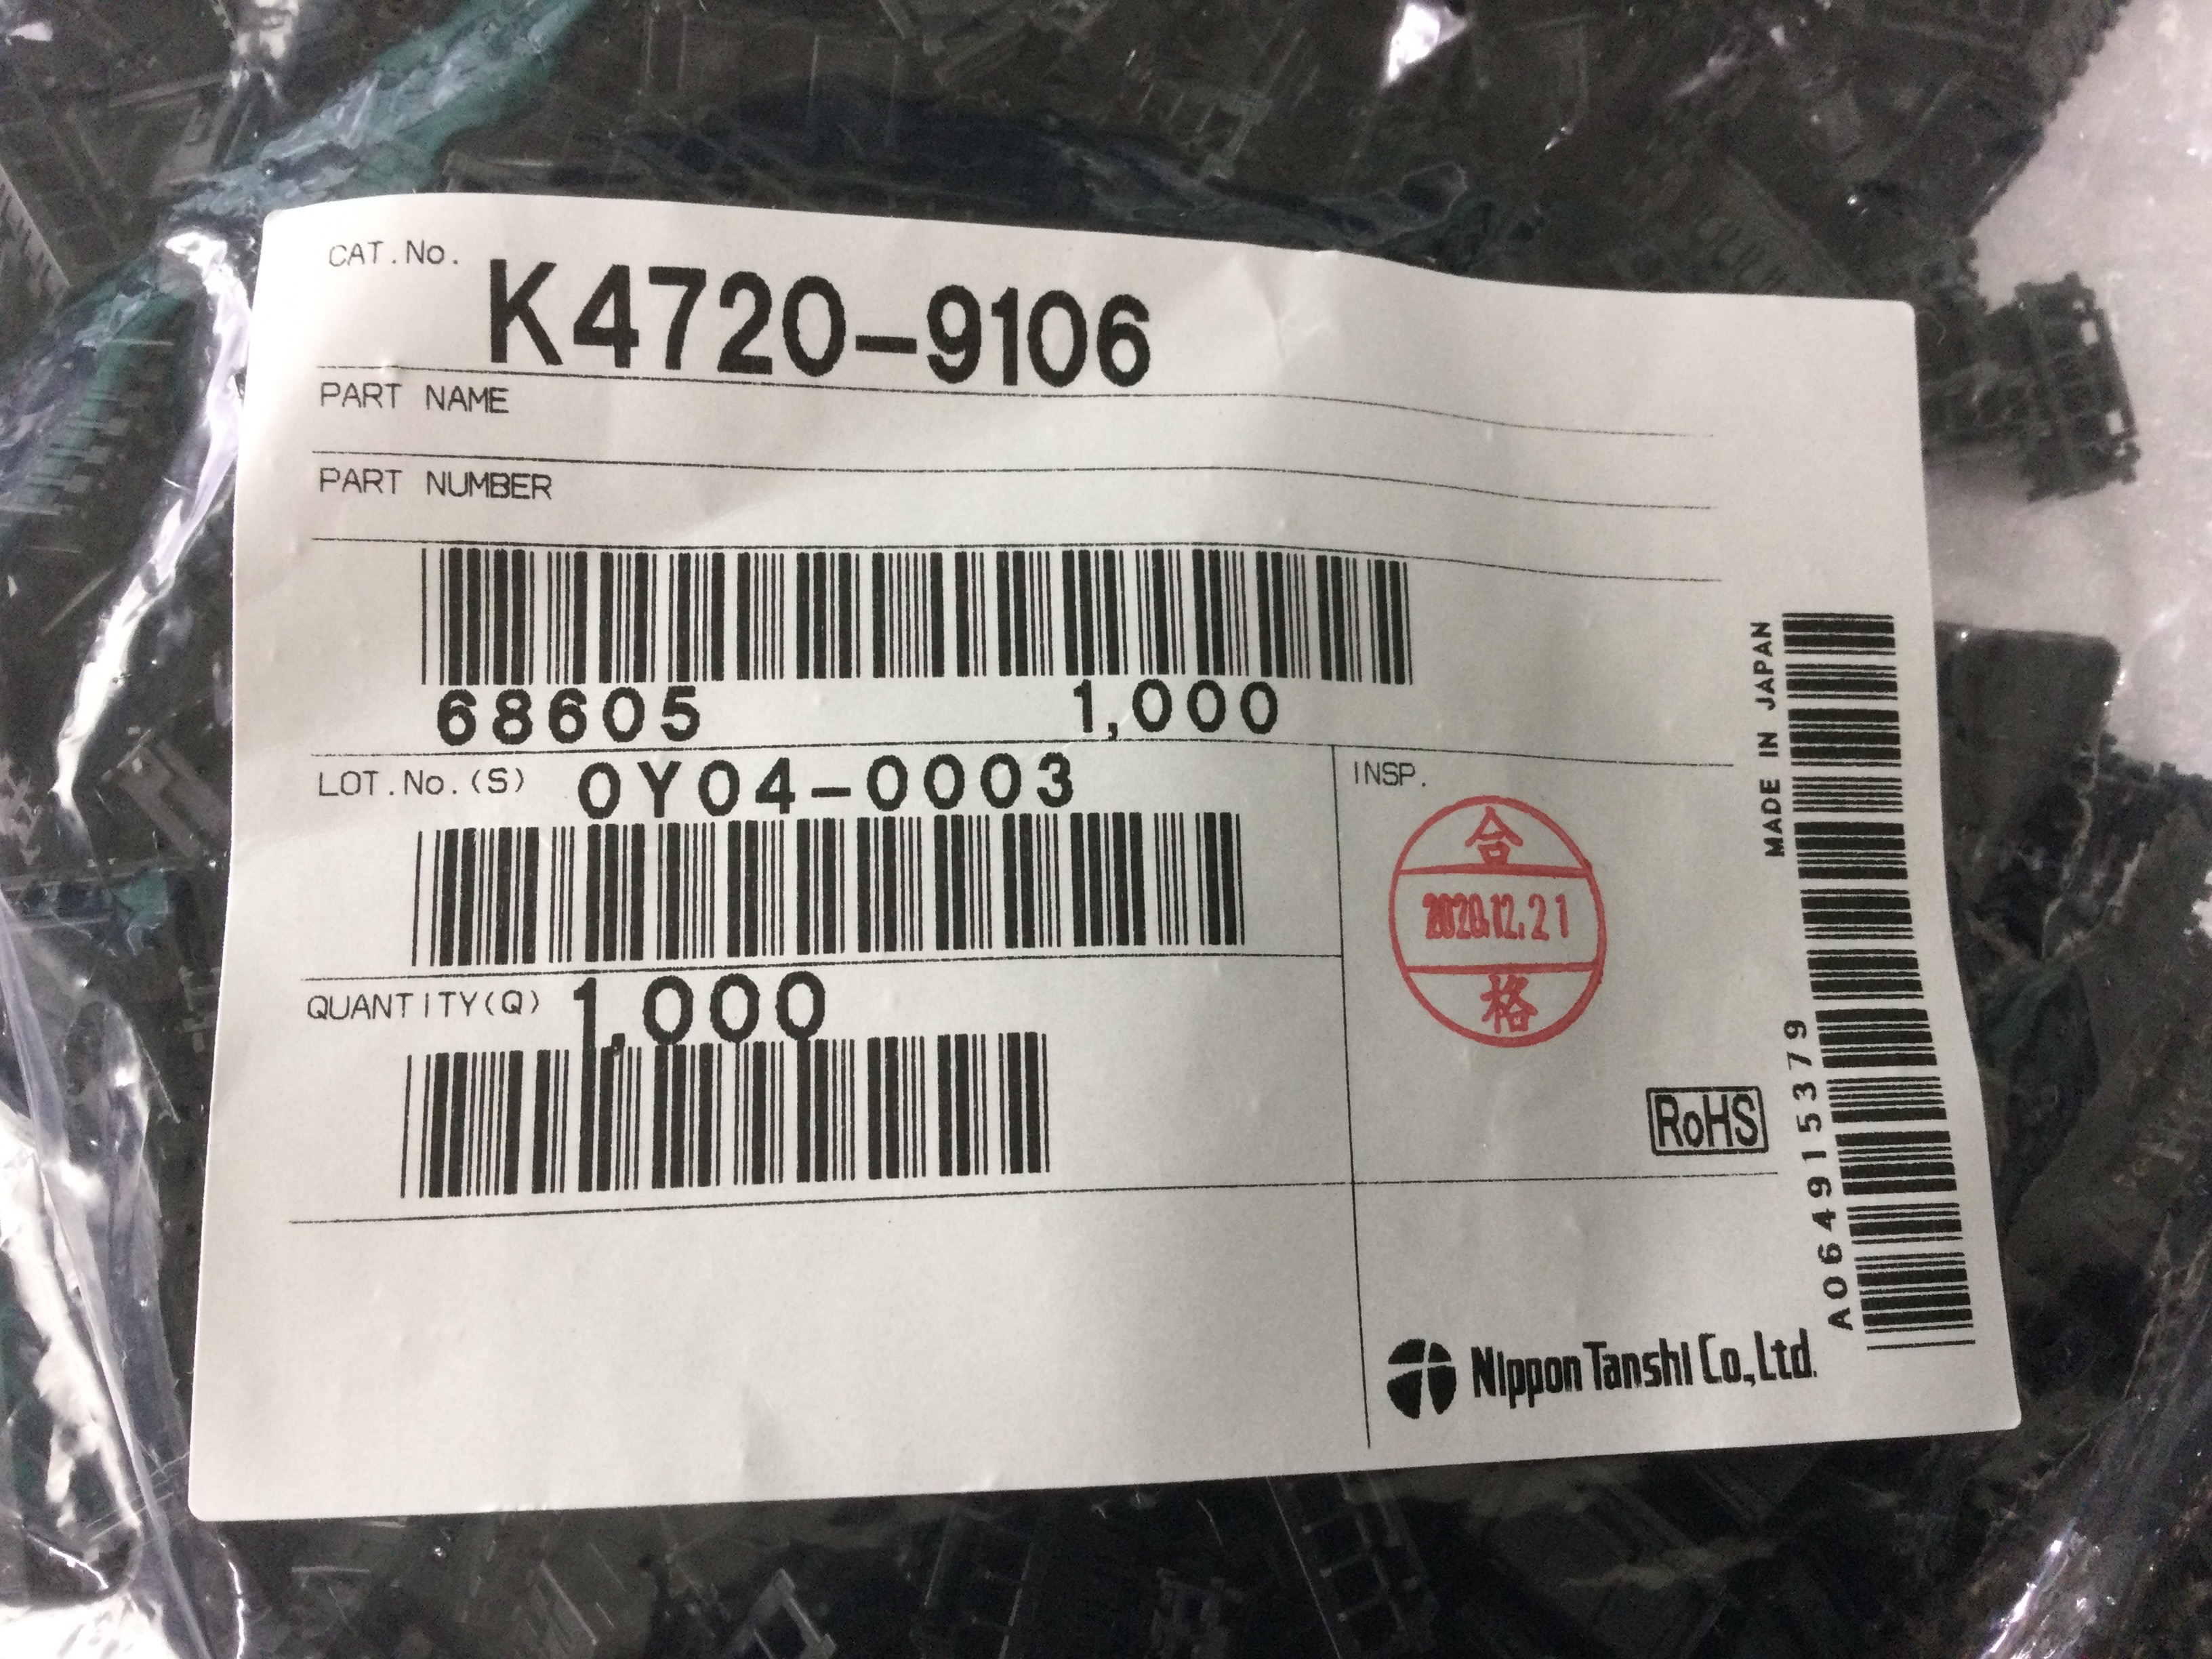 CAT.No. K4720-9106
PART NAME
PART NUMBER
68605 1,000
LOT.No.(S) 0Y04-0003
QUANTITY(Q) 1,000
INSP.
合
2020.12.21
格
RoHS
Nippon Tanshi Co.,Ltd.
MADE IN JAPAN
A064915379